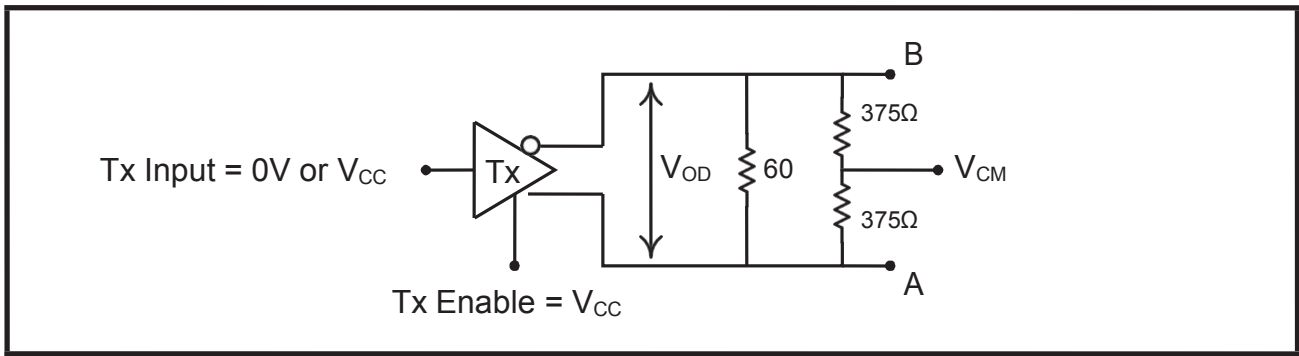 B
375Ω
Tx Input = 0V or VCC
Tx
VOD
60
VCM
375Ω
A
Tx Enable = VCC